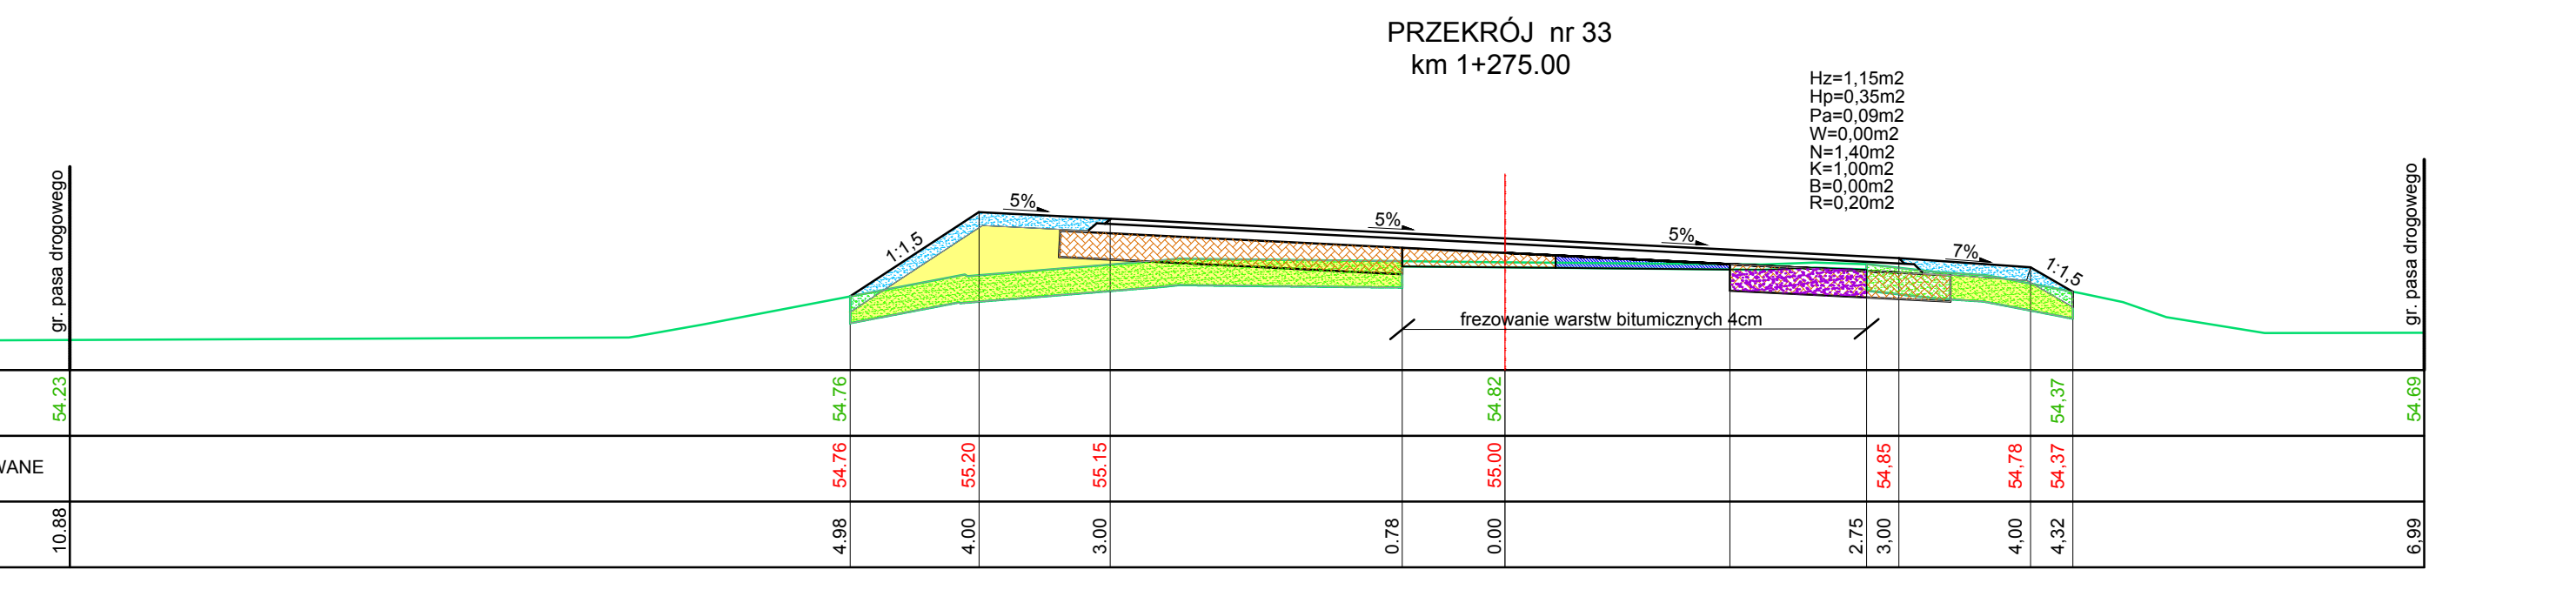 PRZEKRÓJ nr 33
km 1+275.00
Hz=1,15m2
Hp=0,35m2
Pa=0,09m2
W=0,00m2
N=1,40m2
K=1,00m2
B=0,00m2
R=0,20m2
gr. pasa drogowego
1:1,5
5%
5%
5%
7%
1:1,5
gr. pasa drogowego
frezowanie warstw bitumicznych 4cm
54.23 54.76 54.82 54,37 54.69
WANE 54.76 55.20 55.15 55.00 54,85 54,78 54,37
10.88 4.98 4.00 3.00 0.78 0.00 2.75 3,00 4,00 4,32 6,99